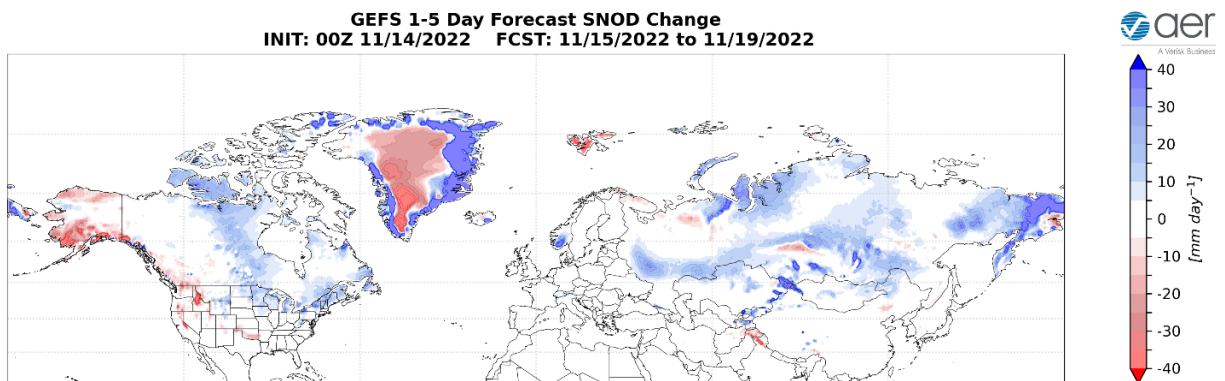 GEFS 1-5 Day Forecast SNOD Change
INIT: 00Z 11/14/2022    FCST: 11/15/2022 to 11/19/2022
aer
A Verisk Business
40
30
20
10
0
-10
-20
-30
-40
[mm day⁻¹]